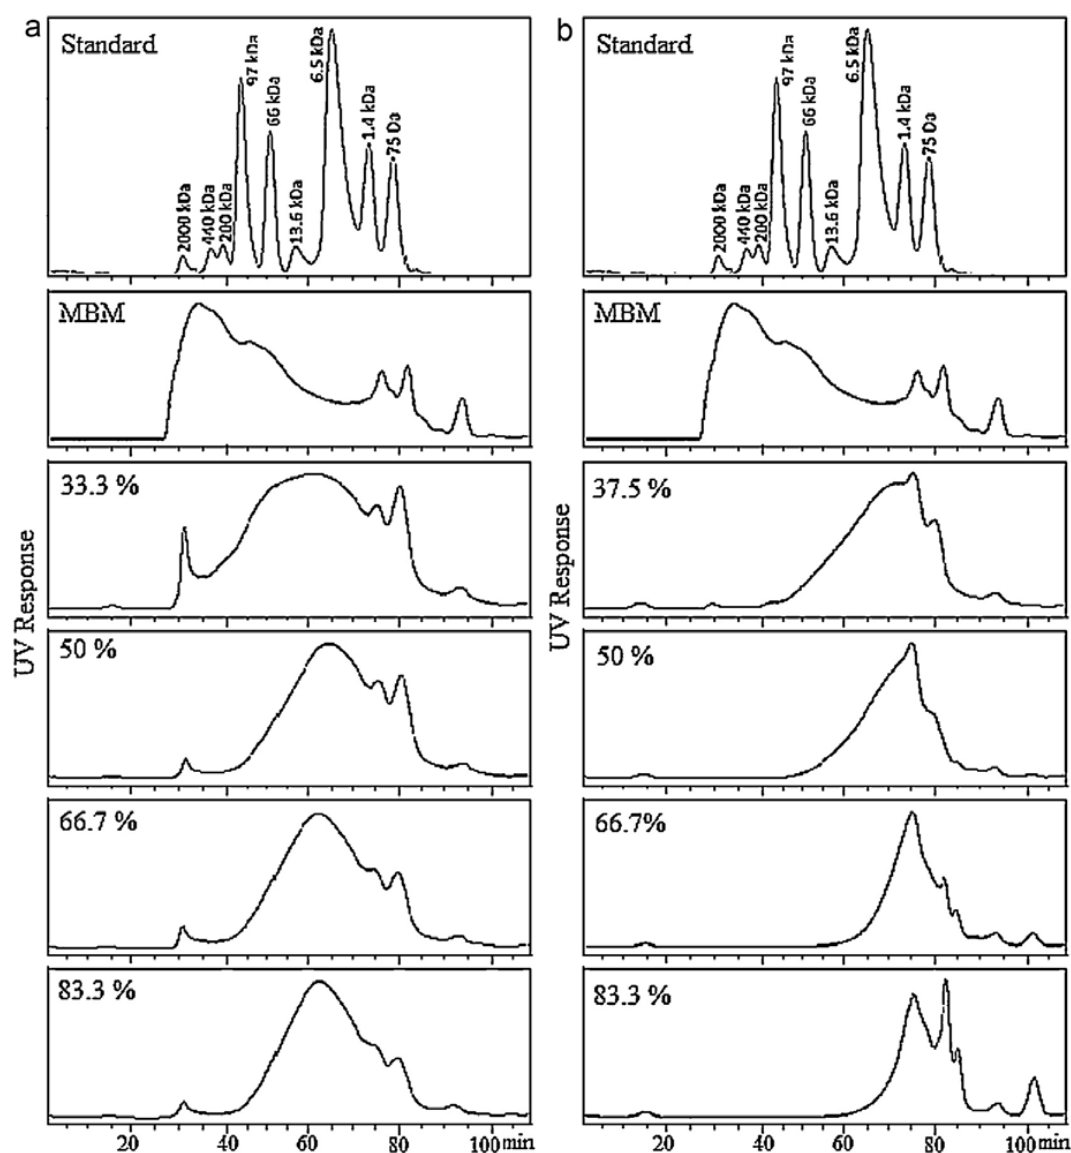 a
Standard
2000 kDa
440 kDa
200 kDa
97 kDa
66 kDa
13.6 kDa
6.5 kDa
1.4 kDa
75 Da
MBM
33.3 %
50 %
66.7 %
83.3 %
UV Response
20 40 60 80 100 min
b
Standard
2000 kDa
440 kDa
200 kDa
97 kDa
66 kDa
13.6 kDa
6.5 kDa
1.4 kDa
75 Da
MBM
37.5 %
50 %
66.7%
83.3 %
UV Response
20 40 60 80 100 min